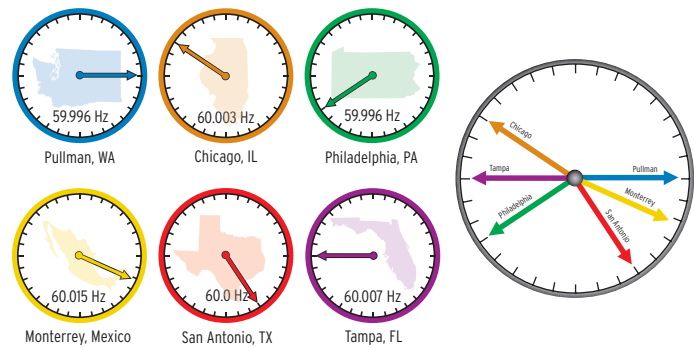 59.996 Hz
Pullman, WA
60.003 Hz
Chicago, IL
59.996 Hz
Philadelphia, PA
60.015 Hz
Monterrey, Mexico
60.0 Hz
San Antonio, TX
60.007 Hz
Tampa, FL
Chicago
Tampa
Pullman
Philadelphia
Monterrey
San Antonio